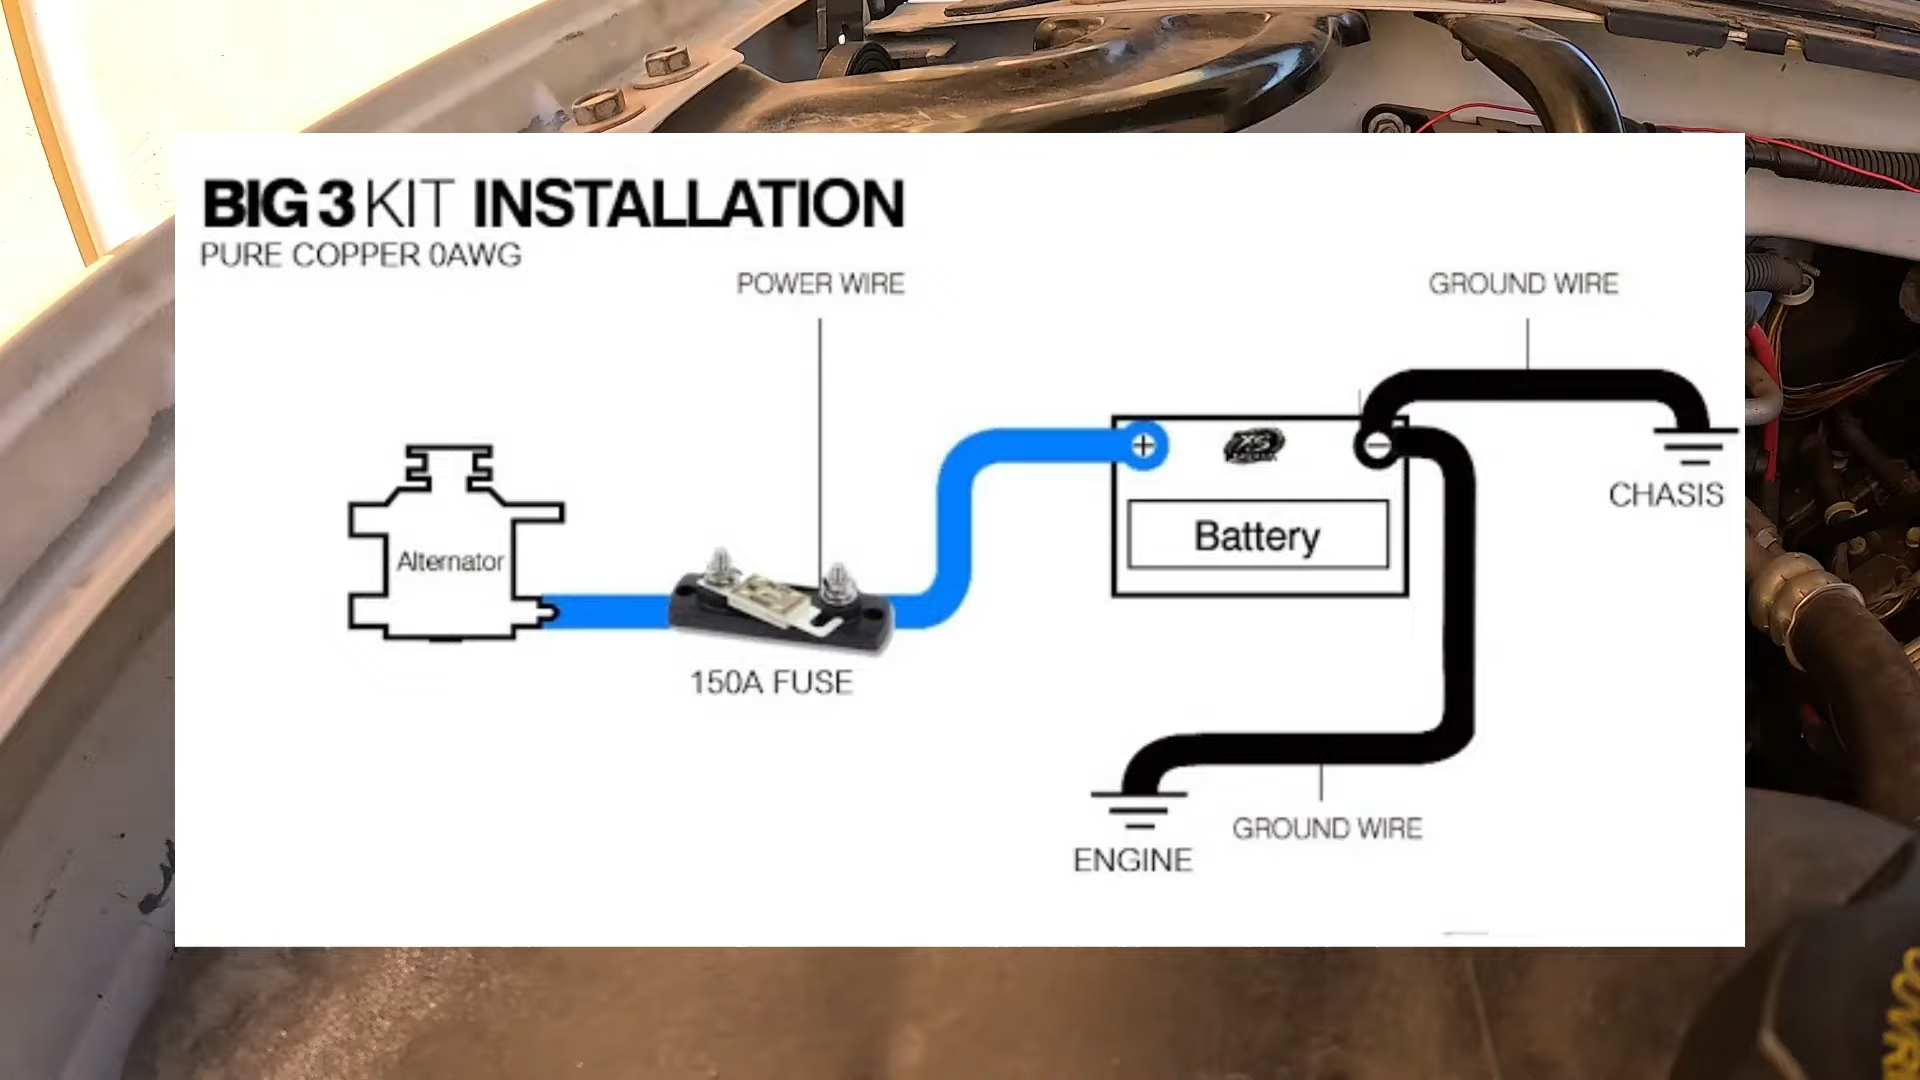 BIG 3 KIT INSTALLATION
PURE COPPER 0AWG
POWER WIRE
GROUND WIRE
+
−
Battery
CHASIS
Alternator
150A FUSE
GROUND WIRE
ENGINE